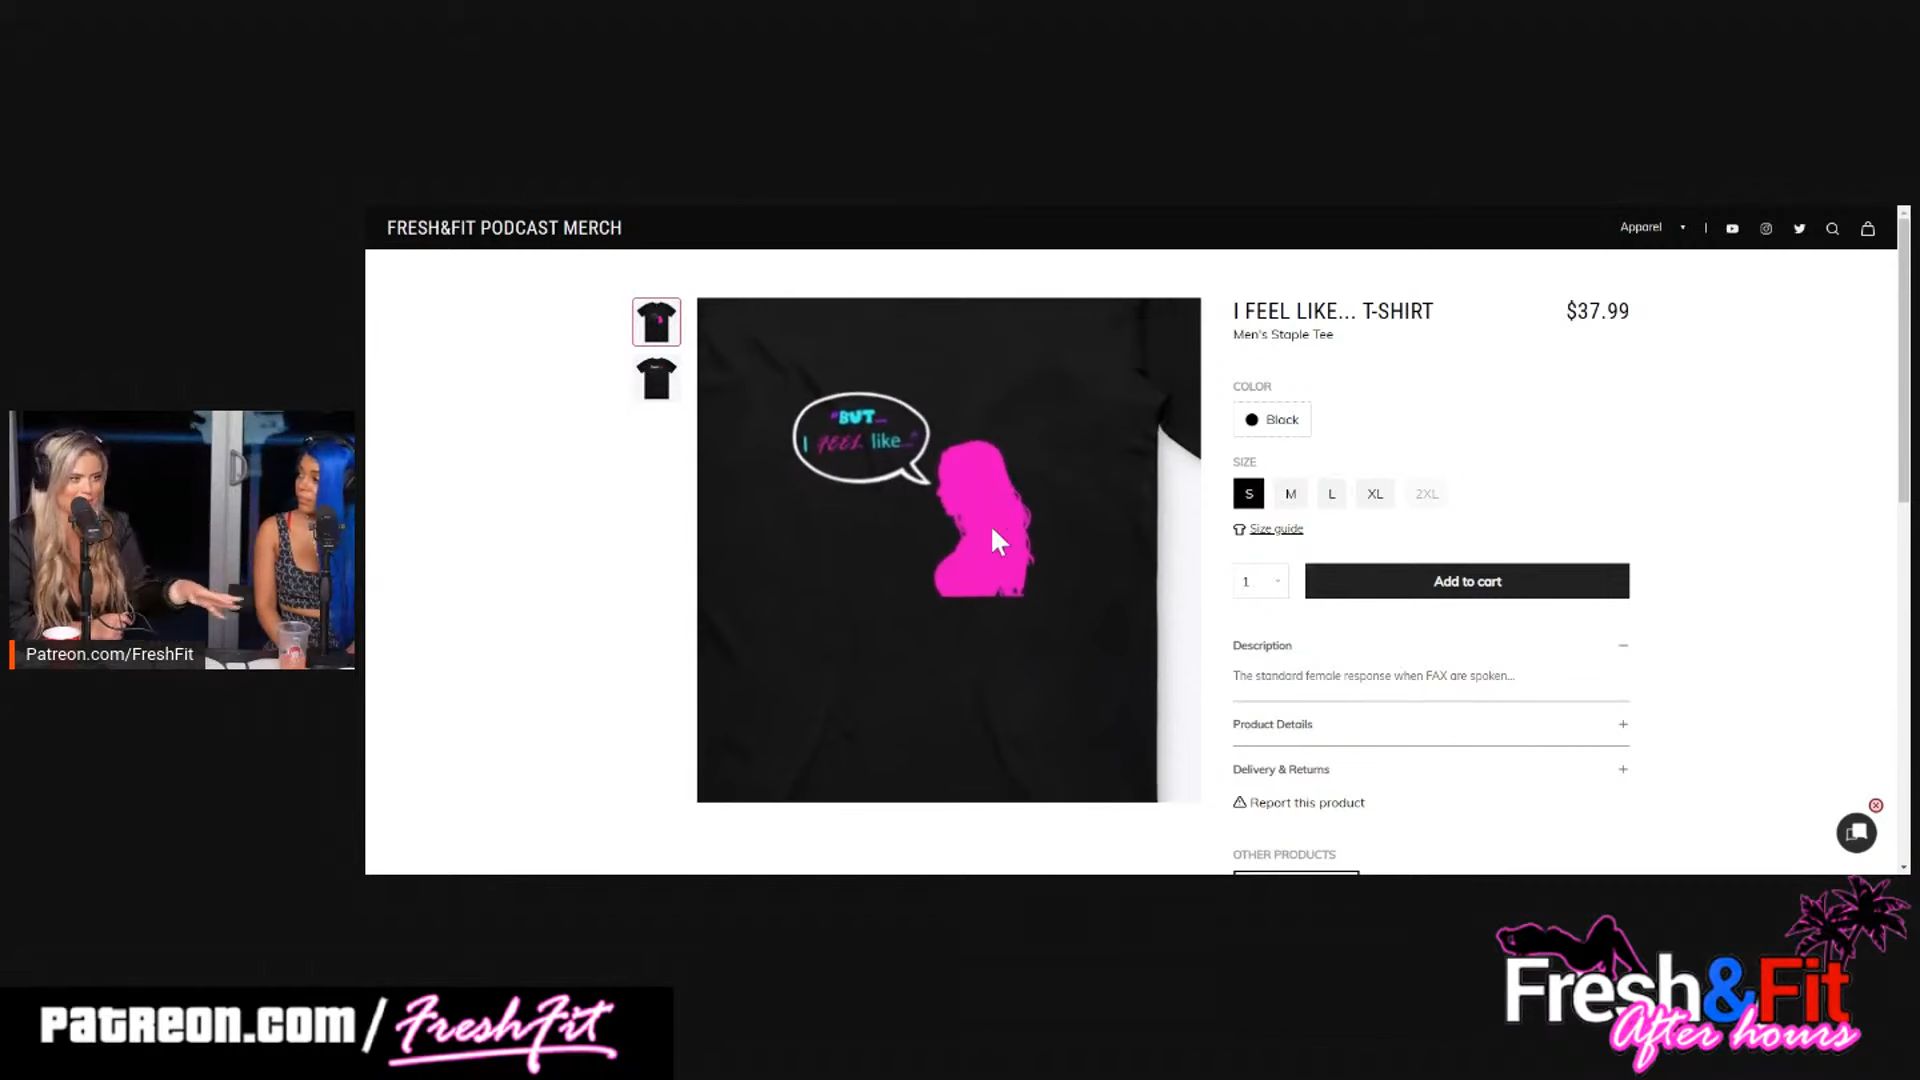 FRESH&FIT PODCAST MERCH
Apparel
I FEEL LIKE... T-SHIRT
$37.99
Men's Staple Tee
COLOR
Black
SIZE
S M L XL 2XL
Size guide
1
Add to cart
Description
The standard female response when FAX are spoken...
Product Details
Delivery & Returns
Report this product
OTHER PRODUCTS
"BUT...
I FEEL like..."
Patreon.com/FreshFit
PATREON.COM/FreshFit
Fresh&Fit
After hours